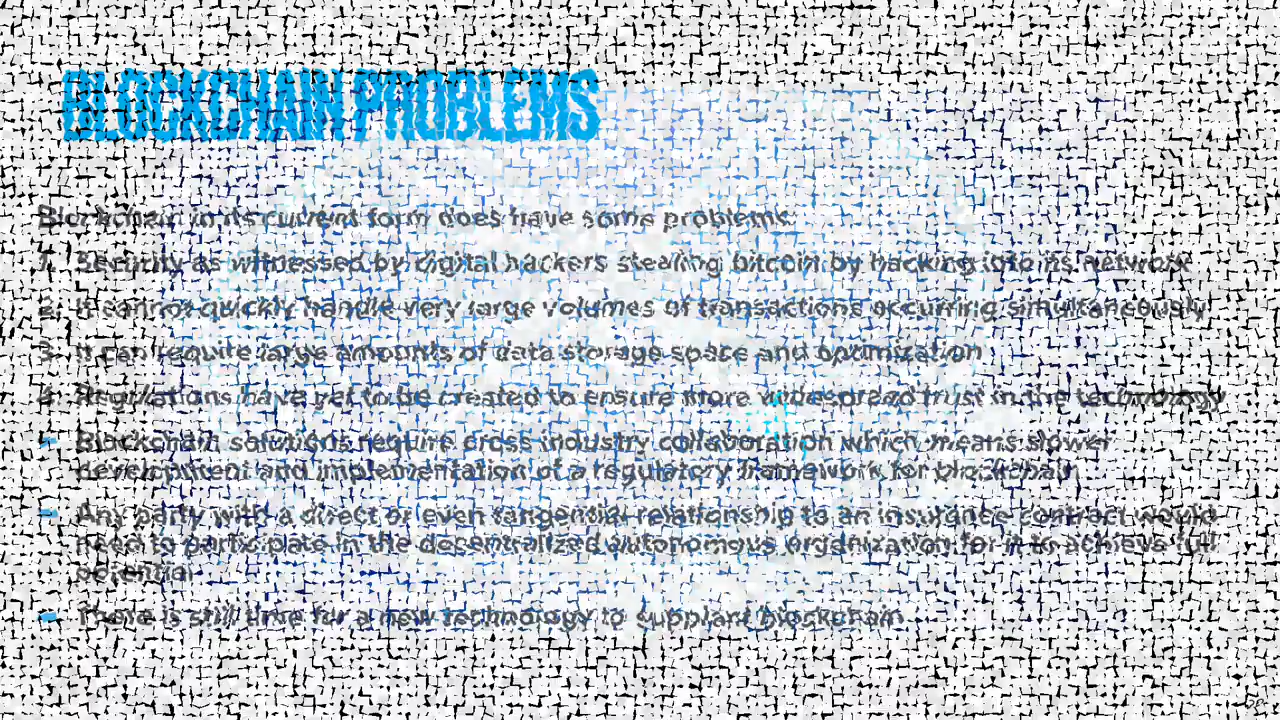 BLOCKCHAIN PROBLEMS
Blockchain in its current form does have some problems:
1. Security as witnessed by digital hackers stealing bitcoin by hacking into its network
2. It cannot quickly handle very large volumes of transactions occurring simultaneously
3. It can require large amounts of data storage space and optimization
4. Regulations have yet to be created to ensure more widespread trust in the technology
Blockchain solutions require cross-industry collaboration which means slower
development and implementation of a regulatory framework for blockchain
Any party with a direct or even tangential relationship to an insurance contract would
need to participate in the decentralized autonomous organization for it to achieve full
potential
There is still time for a new technology to supplant blockchain